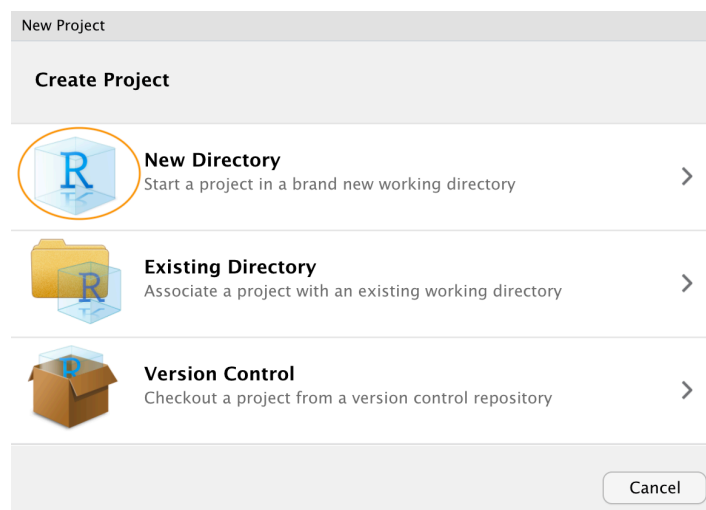 New Project
Create Project
R
New Directory
Start a project in a brand new working directory
R
Existing Directory
Associate a project with an existing working directory
R
Version Control
Checkout a project from a version control repository
Cancel